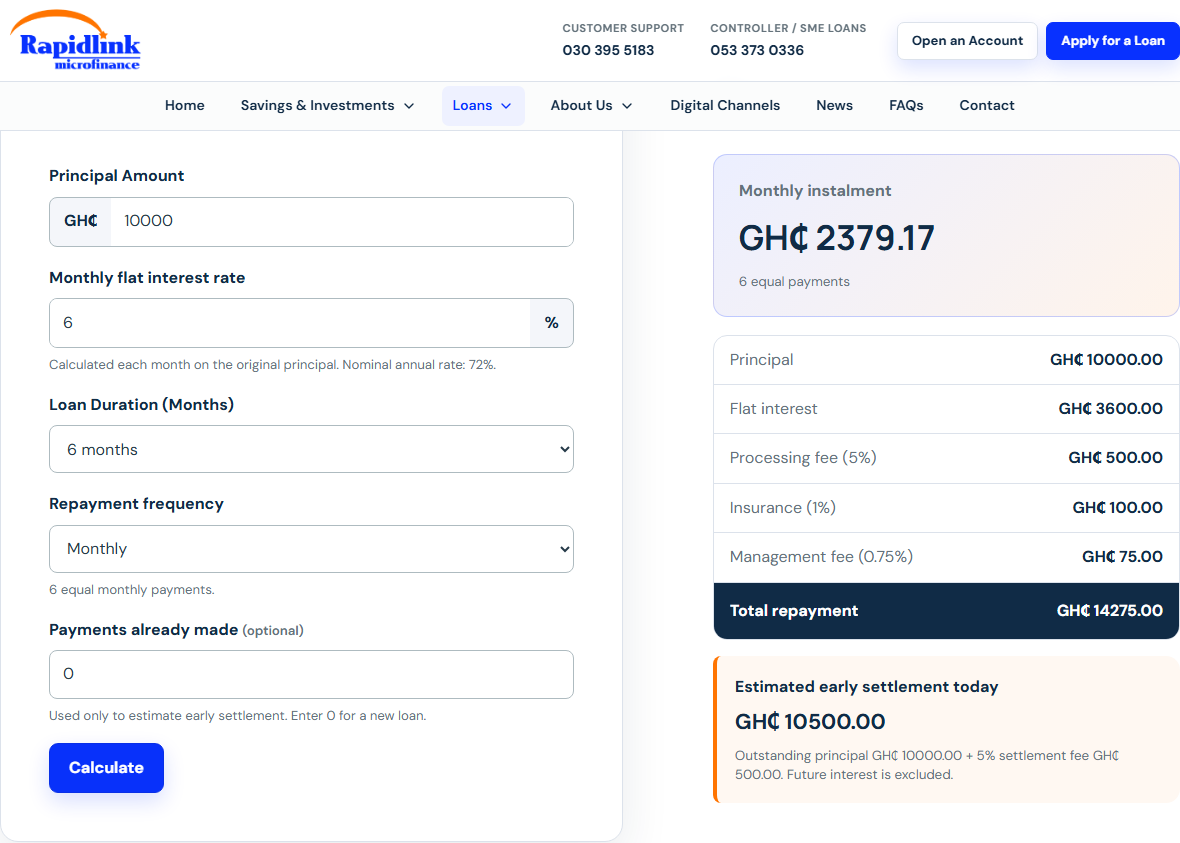 Rapidlink
microfinance
CUSTOMER SUPPORT
030 395 5183
CONTROLLER / SME LOANS
053 373 0336
Open an Account
Apply for a Loan
Home
Savings & Investments
Loans
About Us
Digital Channels
News
FAQs
Contact
Principal Amount
GH₵ 10000
Monthly flat interest rate
6 %
Calculated each month on the original principal. Nominal annual rate: 72%.
Loan Duration (Months)
6 months
Repayment frequency
Monthly
6 equal monthly payments.
Payments already made (optional)
0
Used only to estimate early settlement. Enter 0 for a new loan.
Calculate
Monthly instalment
GH₵ 2379.17
6 equal payments
Principal GH₵ 10000.00
Flat interest GH₵ 3600.00
Processing fee (5%) GH₵ 500.00
Insurance (1%) GH₵ 100.00
Management fee (0.75%) GH₵ 75.00
Total repayment GH₵ 14275.00
Estimated early settlement today
GH₵ 10500.00
Outstanding principal GH₵ 10000.00 + 5% settlement fee GH₵
500.00. Future interest is excluded.